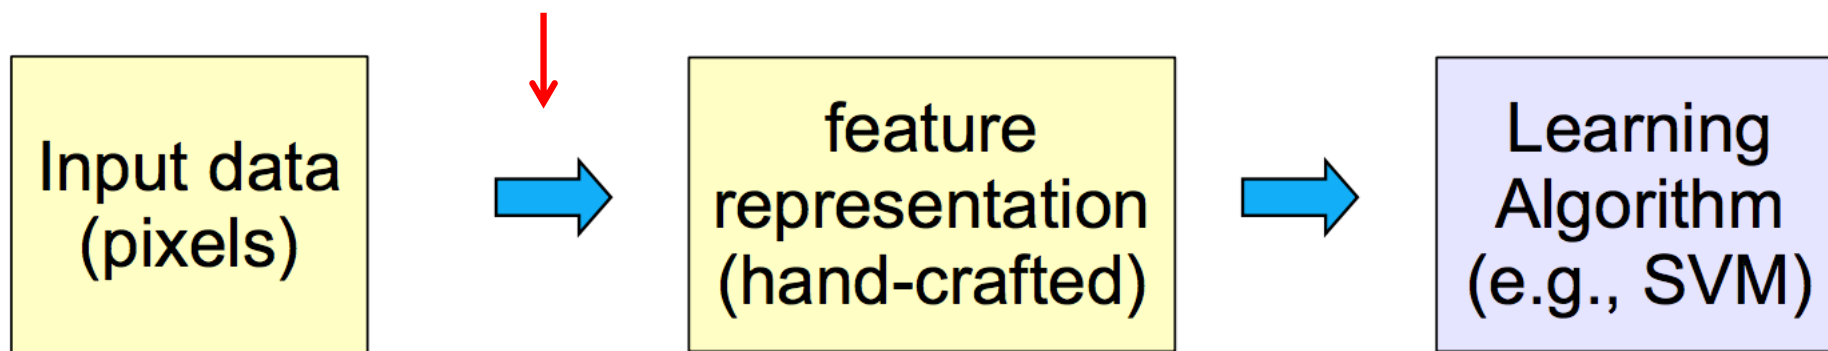 Input data
(pixels)
feature
representation
(hand-crafted)
Learning
Algorithm
(e.g., SVM)